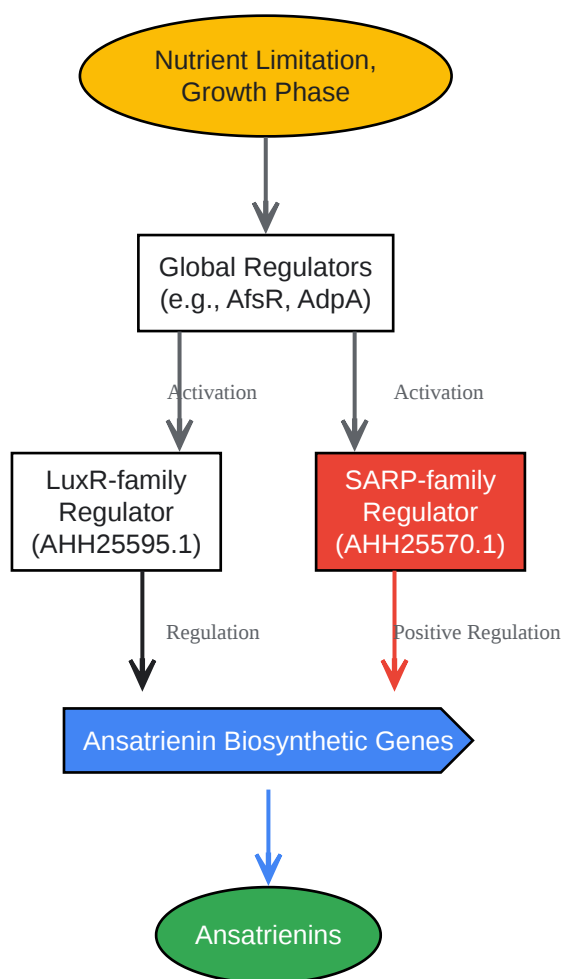 Nutrient Limitation,
Growth Phase
Global Regulators
(e.g., AfsR, AdpA)
Activation
Activation
LuxR-family
Regulator
(AHH25595.1)
SARP-family
Regulator
(AHH25570.1)
Regulation
Positive Regulation
Ansatrienin Biosynthetic Genes
Ansatrienins